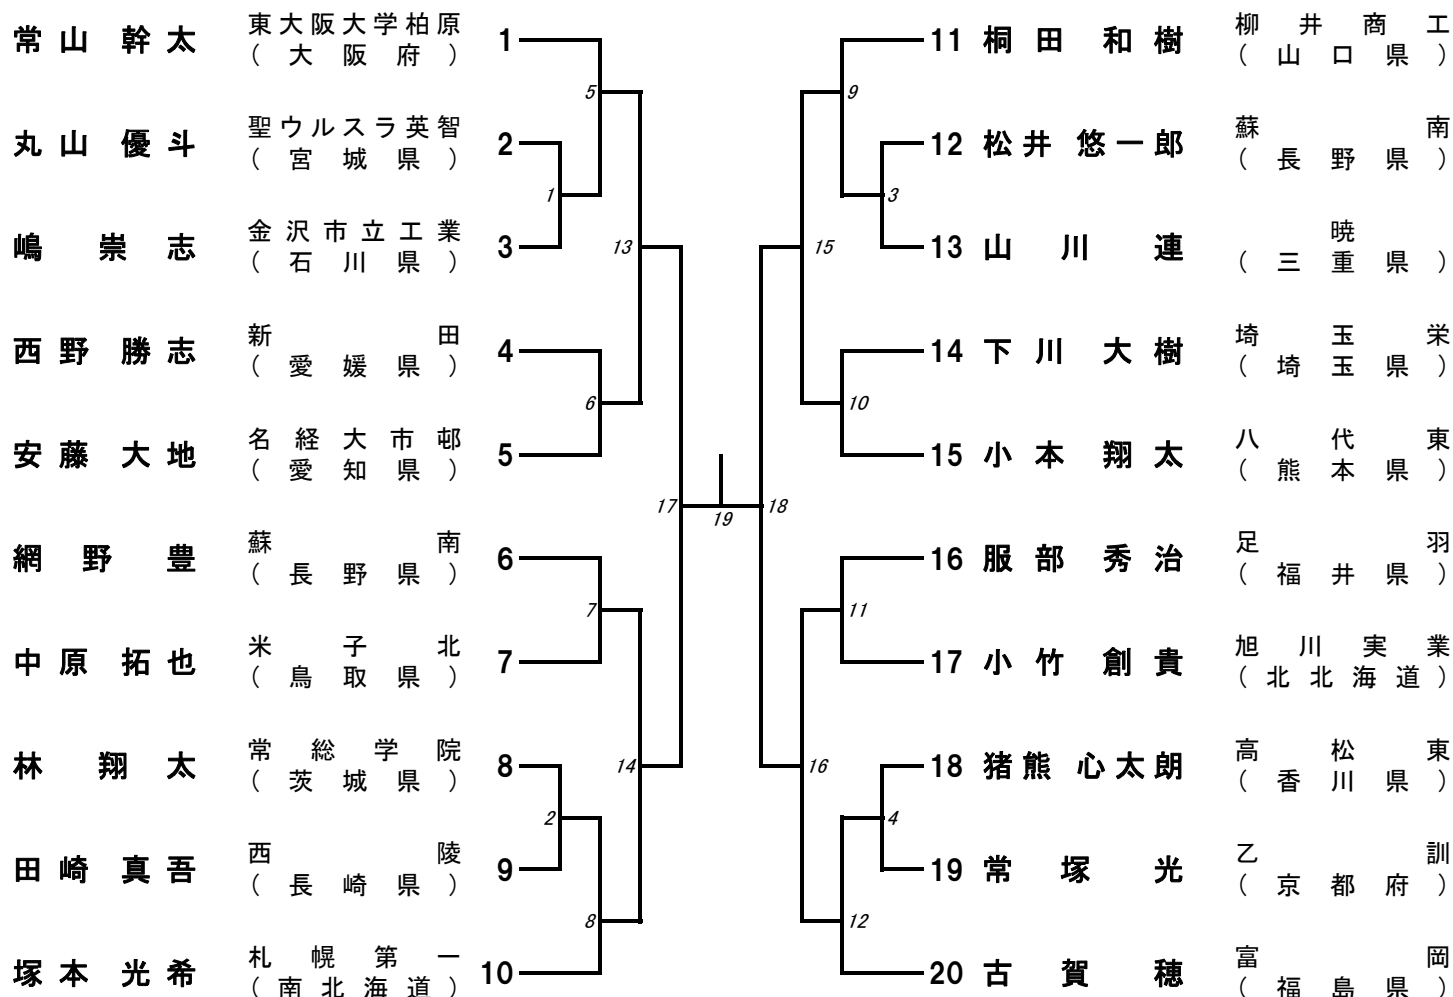 常山 幹太 東大阪大学柏原 (大阪府) 1
丸山 優斗 聖ウルスラ英智 (宮城県) 2
嶋 崇志 金沢市立工業 (石川県) 3
西野 勝志 新田 (愛媛県) 4
安藤 大地 名経大市邨 (愛知県) 5
網野 豊 蘇南 (長野県) 6
中原 拓也 米子北 (鳥取県) 7
林 翔太 常総学院 (茨城県) 8
田崎 真吾 西陵 (長崎県) 9
塚本 光希 札幌第一 (南北海道) 10
5
1
13
6
17
7
14
2
8
19
11 桐田 和樹 柳井商工 (山口県)
12 松井 悠一郎 蘇南 (長野県)
13 山川 連 暁 (三重県)
14 下川 大樹 埼玉栄 (埼玉県)
15 小本 翔太 八代東 (熊本県)
16 服部 秀治 足羽 (福井県)
17 小竹 創貴 旭川実業 (北北海道)
18 猪熊 心太朗 高松東 (香川県)
19 常塚 光 乙訓 (京都府)
20 古賀 穂 富岡 (福島県)
9
3
15
10
18
11
16
4
12